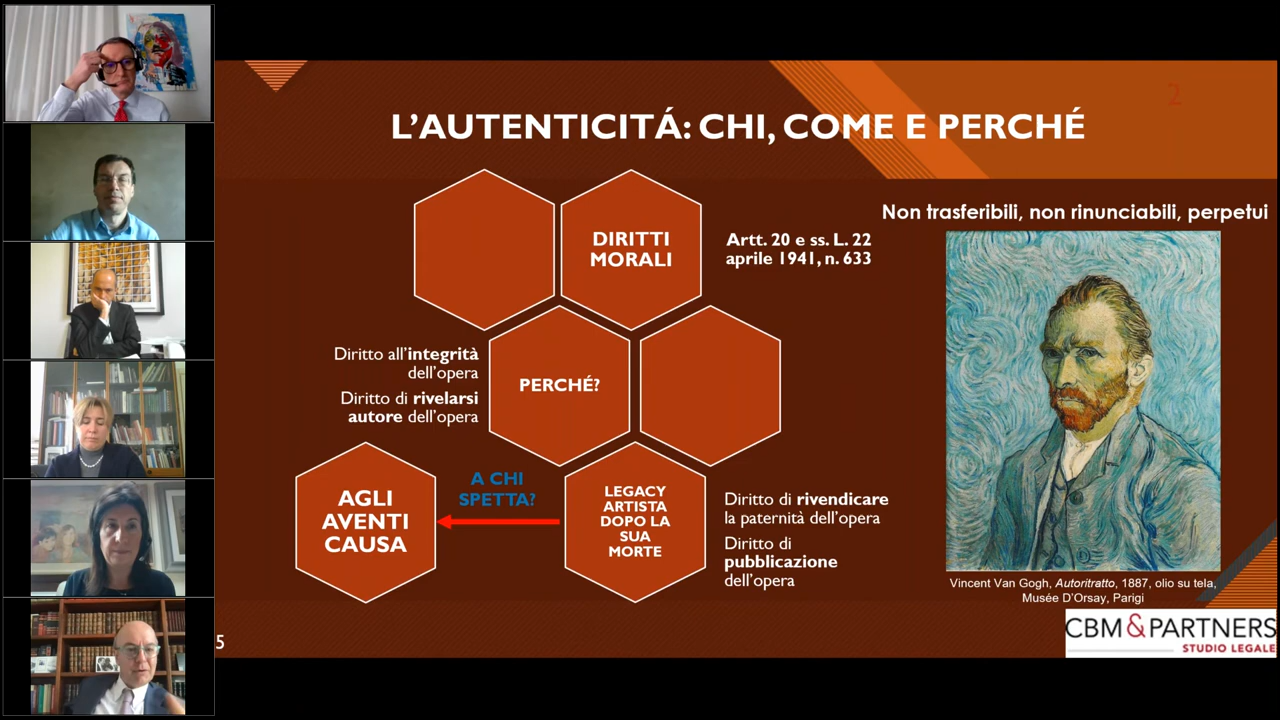 2
L'AUTENTICITÁ: CHI, COME E PERCHÉ
Non trasferibili, non rinunciabili, perpetui
DIRITTI
MORALI
Artt. 20 e ss. L. 22
aprile 1941, n. 633
Diritto all'integrità
dell'opera
Diritto di rivelarsi
autore dell'opera
PERCHÉ?
AGLI
AVENTI
CAUSA
A CHI
SPETTA?
LEGACY
ARTISTA
DOPO LA
SUA
MORTE
Diritto di rivendicare
la paternità dell'opera
Diritto di
pubblicazione
dell'opera
Vincent Van Gogh, Autoritratto, 1887, olio su tela,
Musée D'Orsay, Parigi
5
CBM & PARTNERS
STUDIO LEGALE